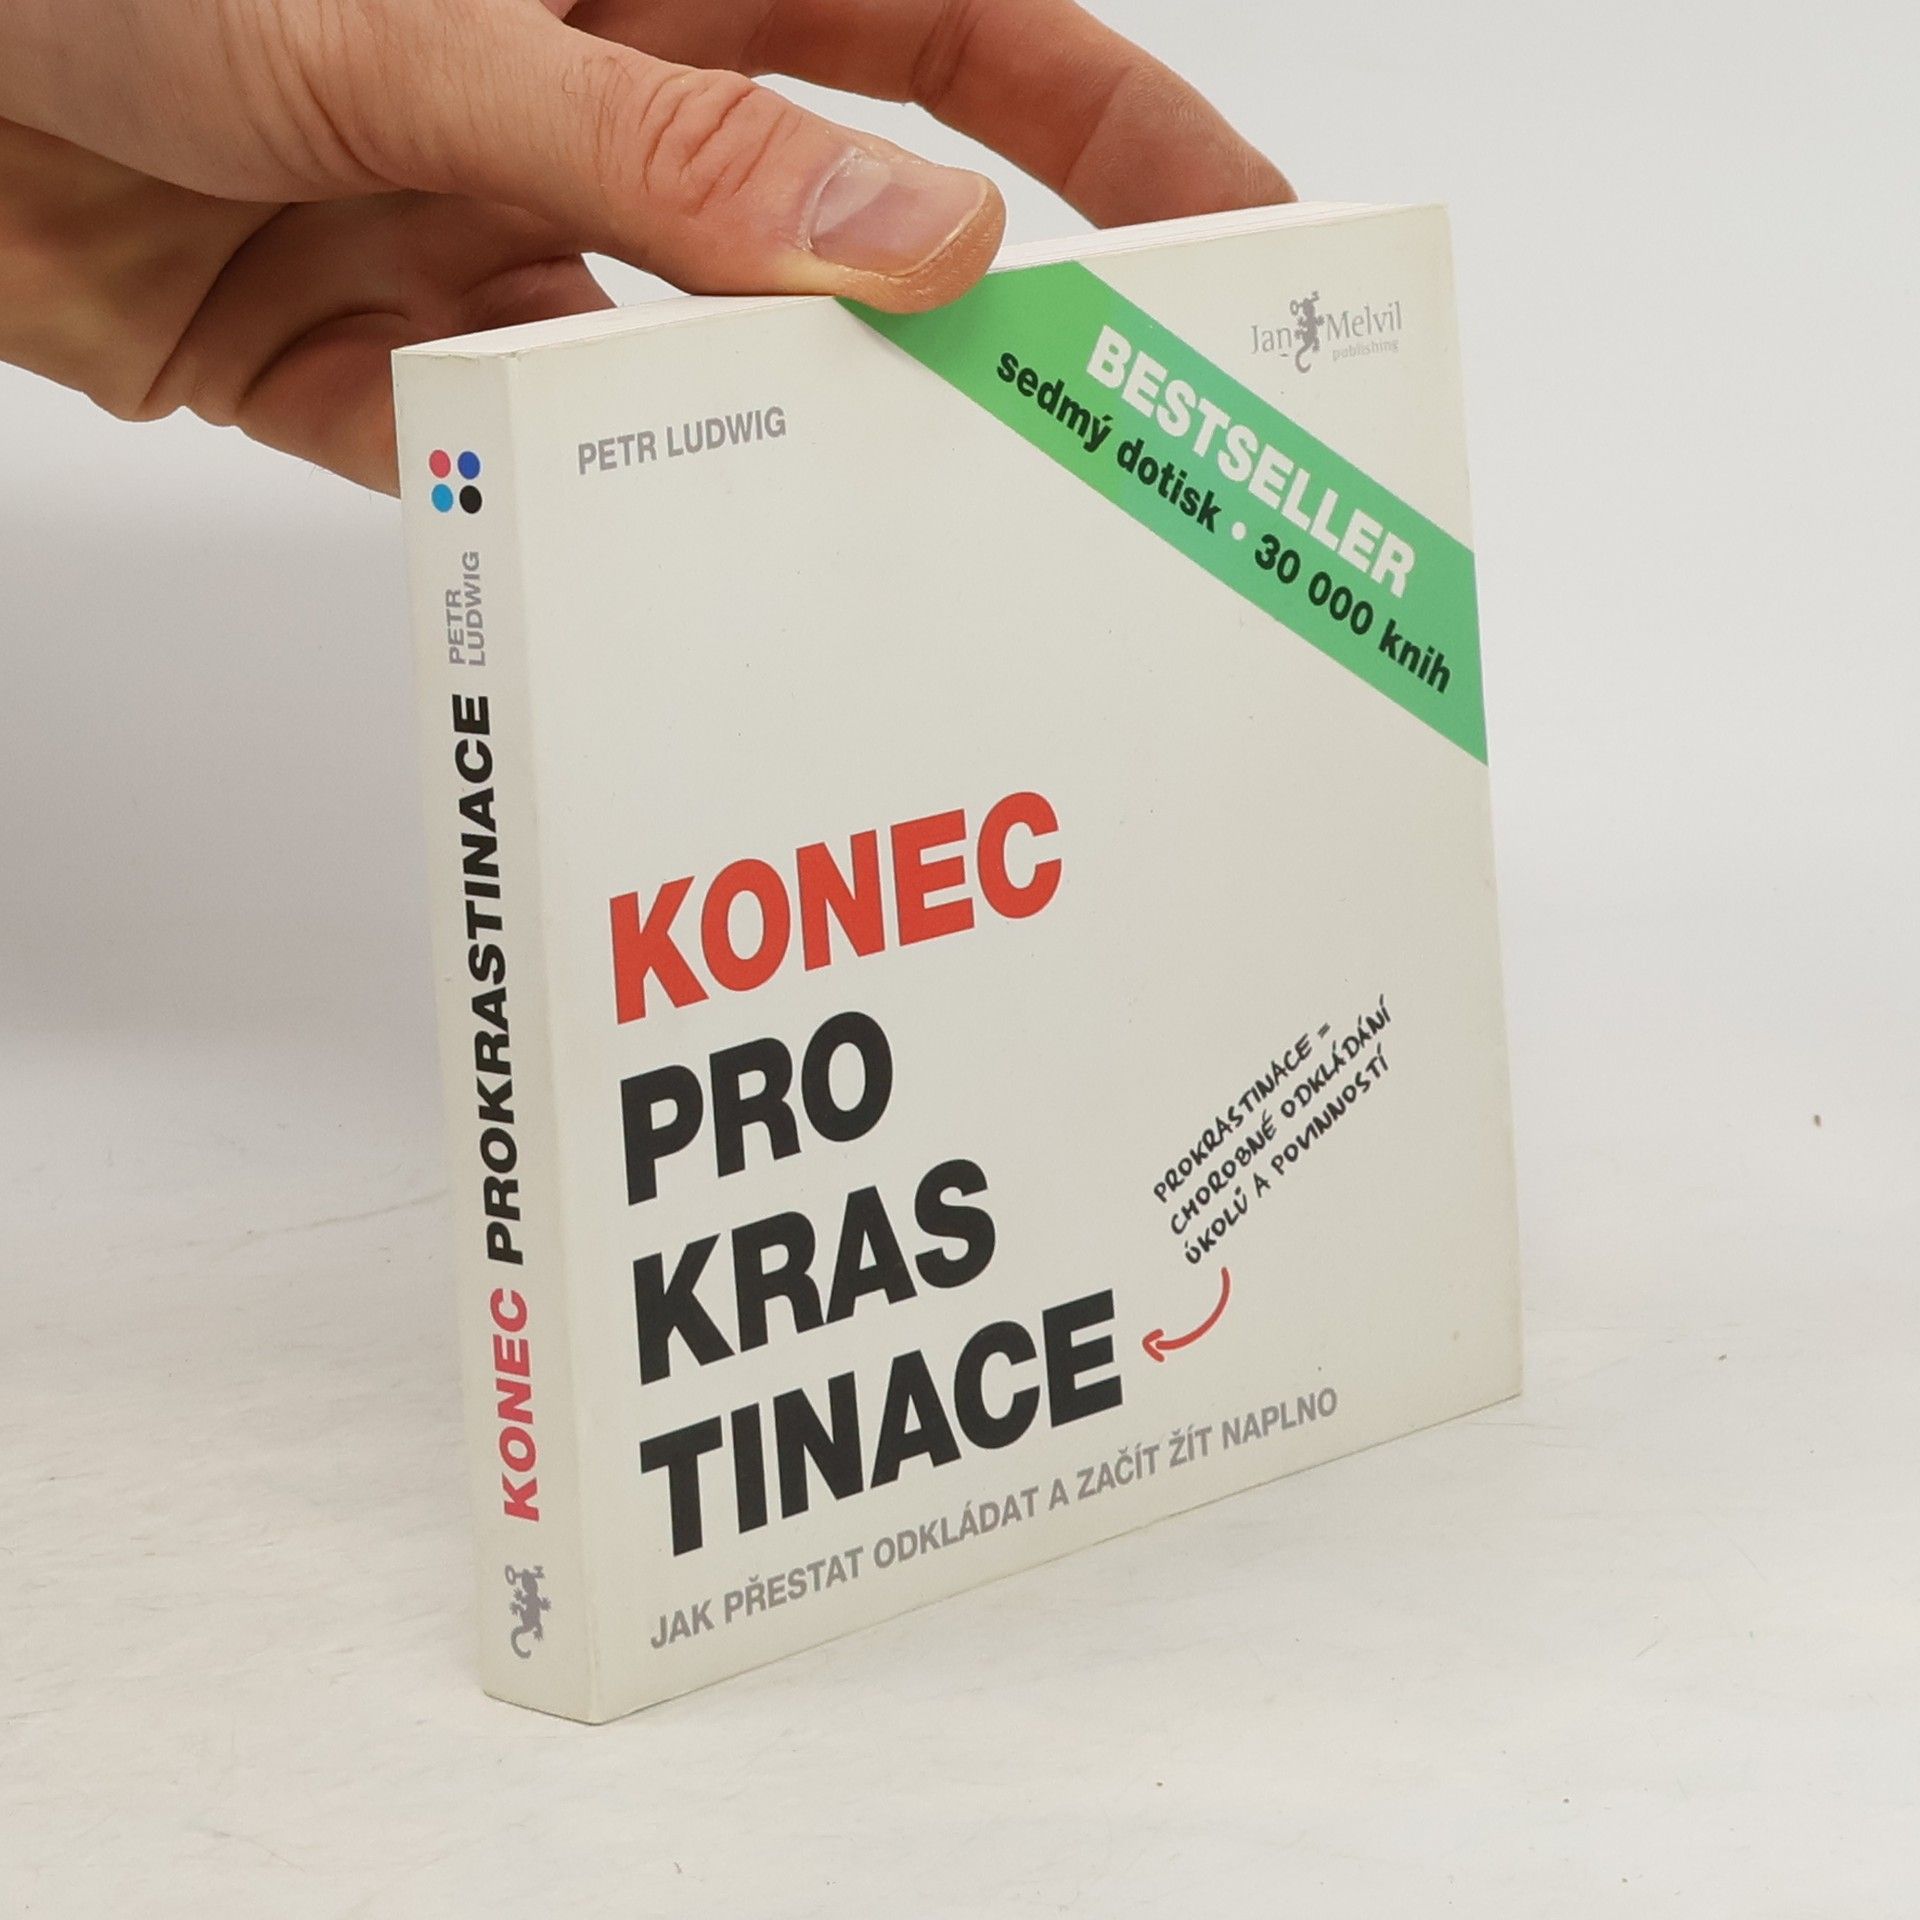 PETR LUDWIG
Jan Melvil
publishing
BESTSELLER
sedmý dotisk • 30 000 knih
KONEC
PRO
KRAS
TINACE
PROKRASTINACE =
CHOROBNÉ ODKLÁDÁNÍ
ÚKOLŮ A POVINNOSTÍ
JAK PŘESTAT ODKLÁDAT A ZAČÍT ŽÍT NAPLNO
KONEC PROKRASTINACE
PETR
LUDWIG